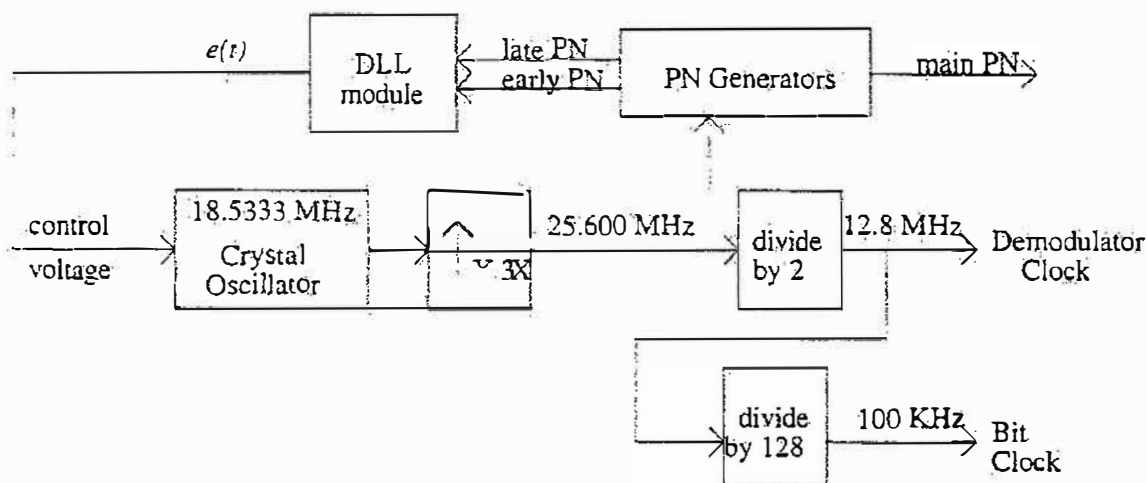 e(t)
DLL
module
late PN
early PN
PN Generators
main PN
control
voltage
18.5333 MHz
Crystal
Oscillator
3X
25.600 MHz
divide
by 2
12.8 MHz
Demodulator
Clock
divide
by 128
100 KHz
Bit
Clock